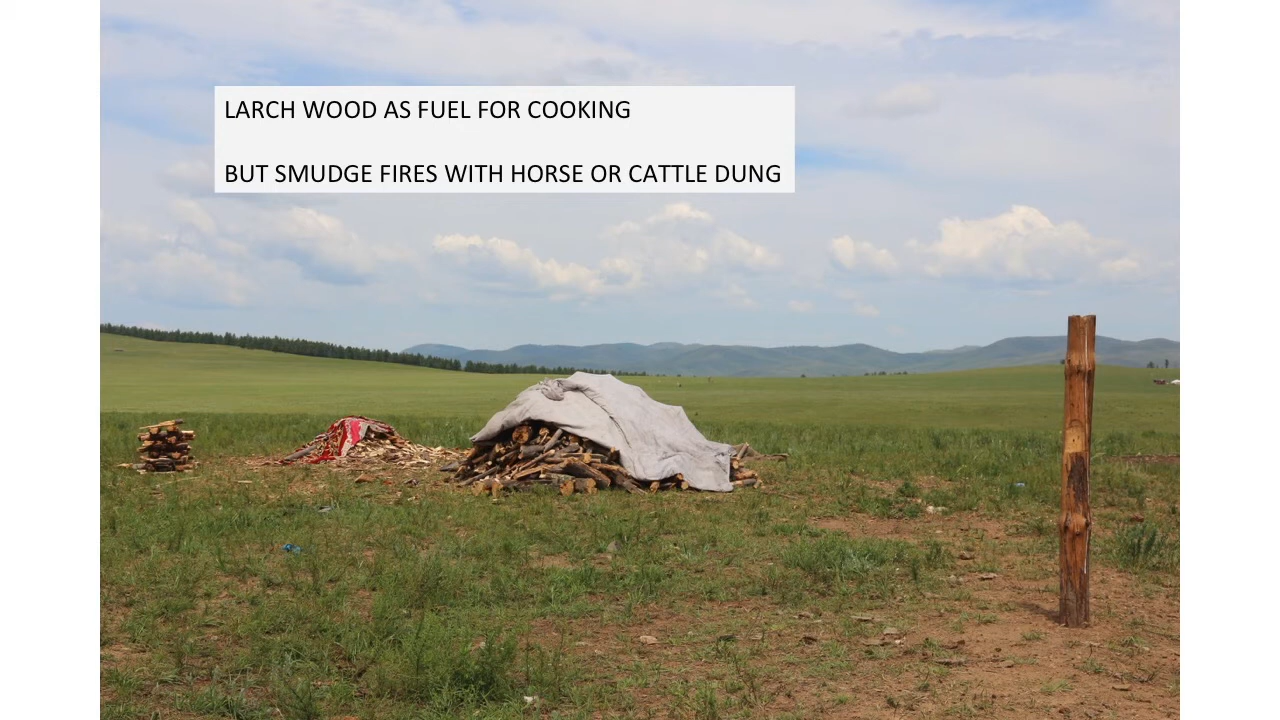 LARCH WOOD AS FUEL FOR COOKING
BUT SMUDGE FIRES WITH HORSE OR CATTLE DUNG